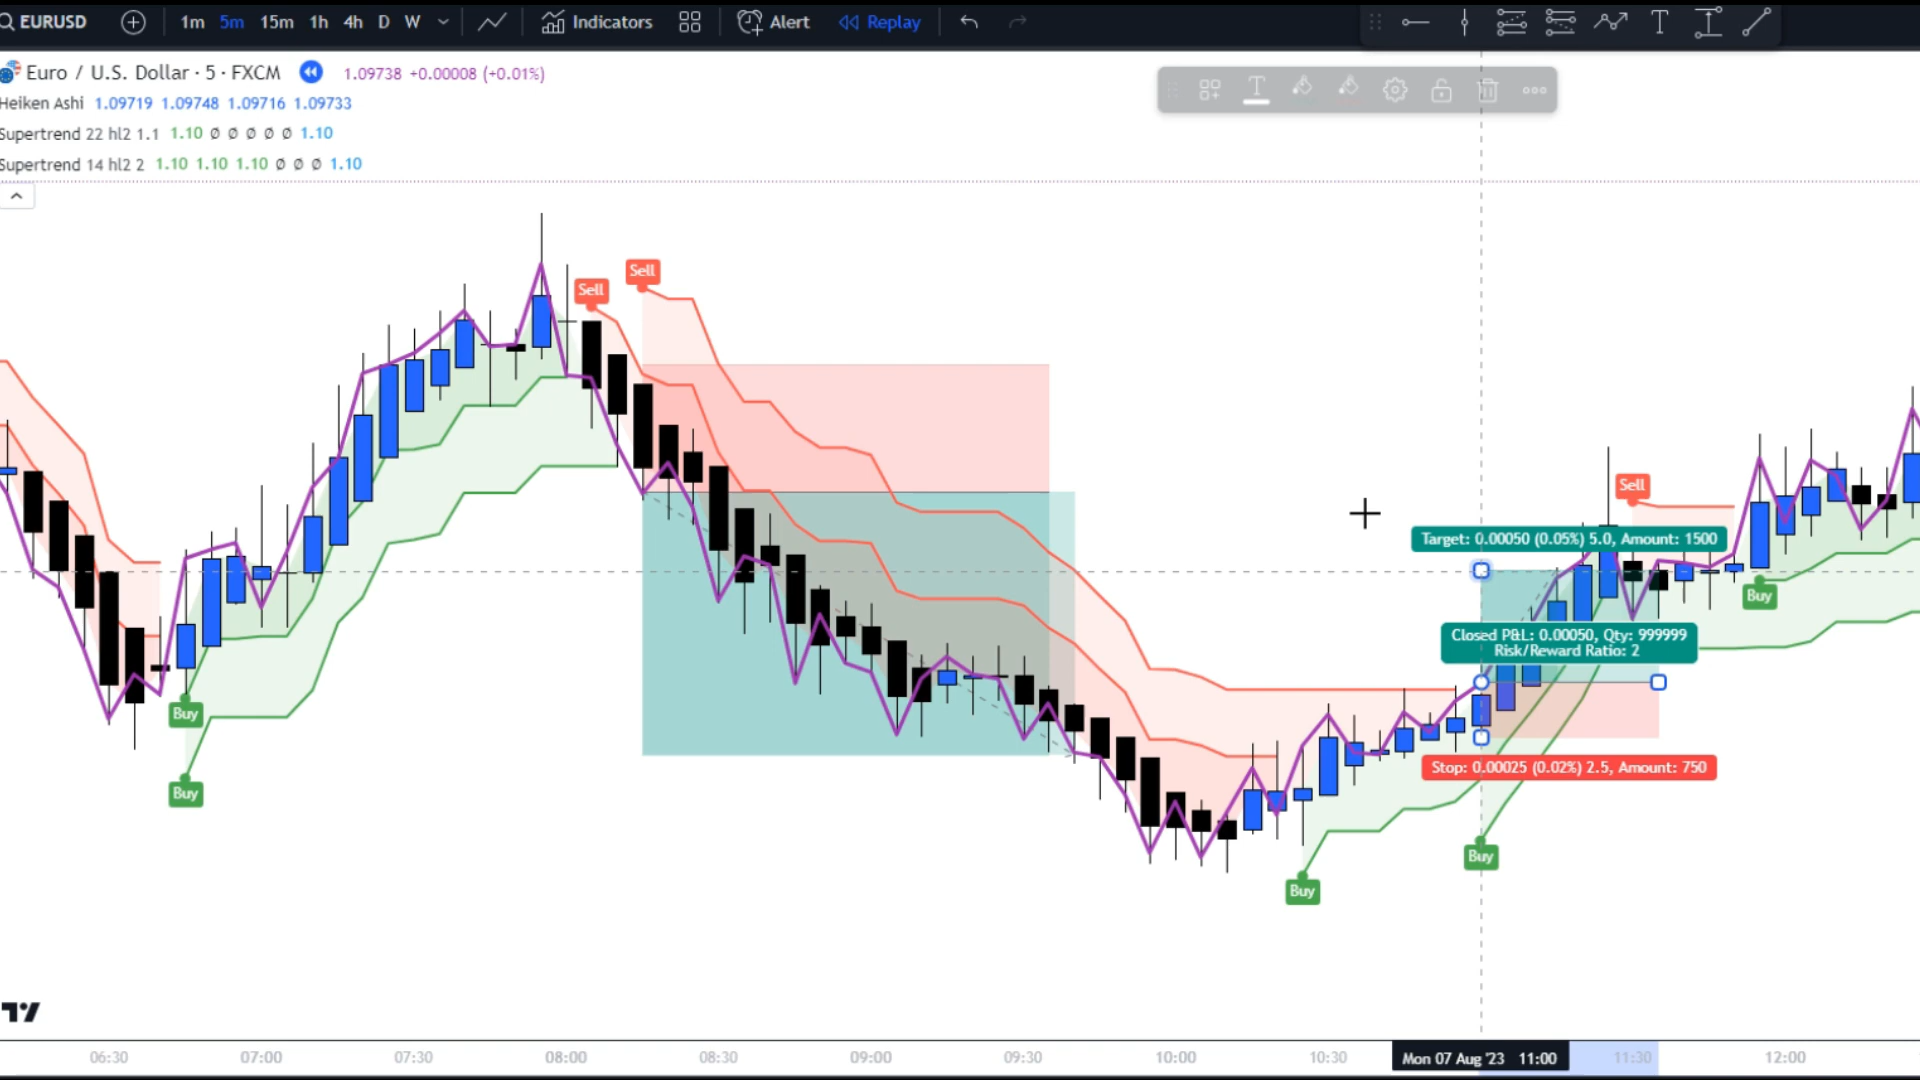 EURUSD 1m 5m 15m 1h 4h D W Indicators Alert Replay
Euro / U.S. Dollar · 5 · FXCM 1.09738 +0.00008 (+0.01%)
Heiken Ashi 1.09719 1.09748 1.09716 1.09733
Supertrend 22 hl2 1.1 1.10 Ø Ø Ø Ø Ø 1.10
Supertrend 14 hl2 2 1.10 1.10 1.10 Ø Ø Ø 1.10
Sell
Sell
Sell
Target: 0.00050 (0.05%) 5.0, Amount: 1500
Buy
Closed P&L: 0.00050, Qty: 999999
Risk/Reward Ratio: 2
Buy
Stop: 0.00025 (0.02%) 2.5, Amount: 750
Buy
Buy
Buy
06:30 07:00 07:30 08:00 08:30 09:00 09:30 10:00 10:30 Mon 07 Aug '23 11:00 11:30 12:00